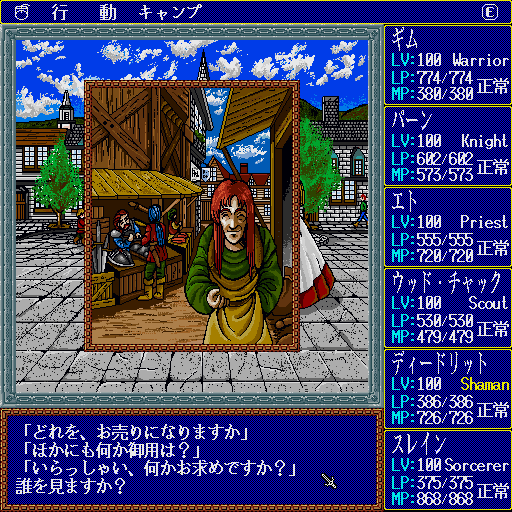 行 動 キャンプ E
ギム
LV:100 Warrior
LP:774/774
MP:380/380 正常
パーン
LV:100 Knight
LP:602/602
MP:573/573 正常
エト
LV:100 Priest
LP:555/555
MP:720/720 正常
ウッド・チャック
LV:100 Scout
LP:530/530
MP:479/479 正常
ディードリット
LV:100 Shaman
LP:386/386
MP:726/726 正常
スレイン
LV:100 Sorcerer
LP:375/375
MP:868/868 正常
「どれを、お売りになりますか」
「ほかにも何か御用は？」
「いらっしゃい、何かお求めですか？」
誰を見ますか？